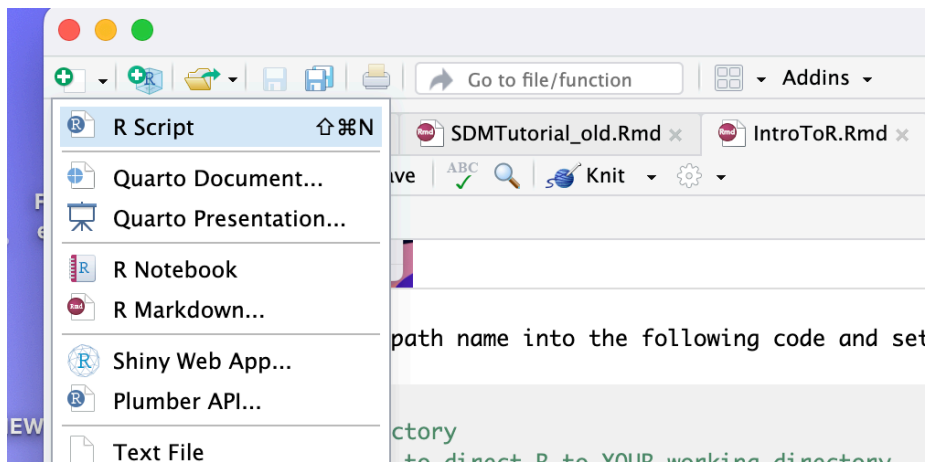 Go to file/function Addins
R Script ⇧⌘N
SDMTutorial_old.Rmd × IntroToR.Rmd ×
Quarto Document...
ABC Knit
Quarto Presentation...
R Notebook
R Markdown...
path name into the following code and set
Shiny Web App...
Plumber API...
Text File
to direct R to YOUR working directory